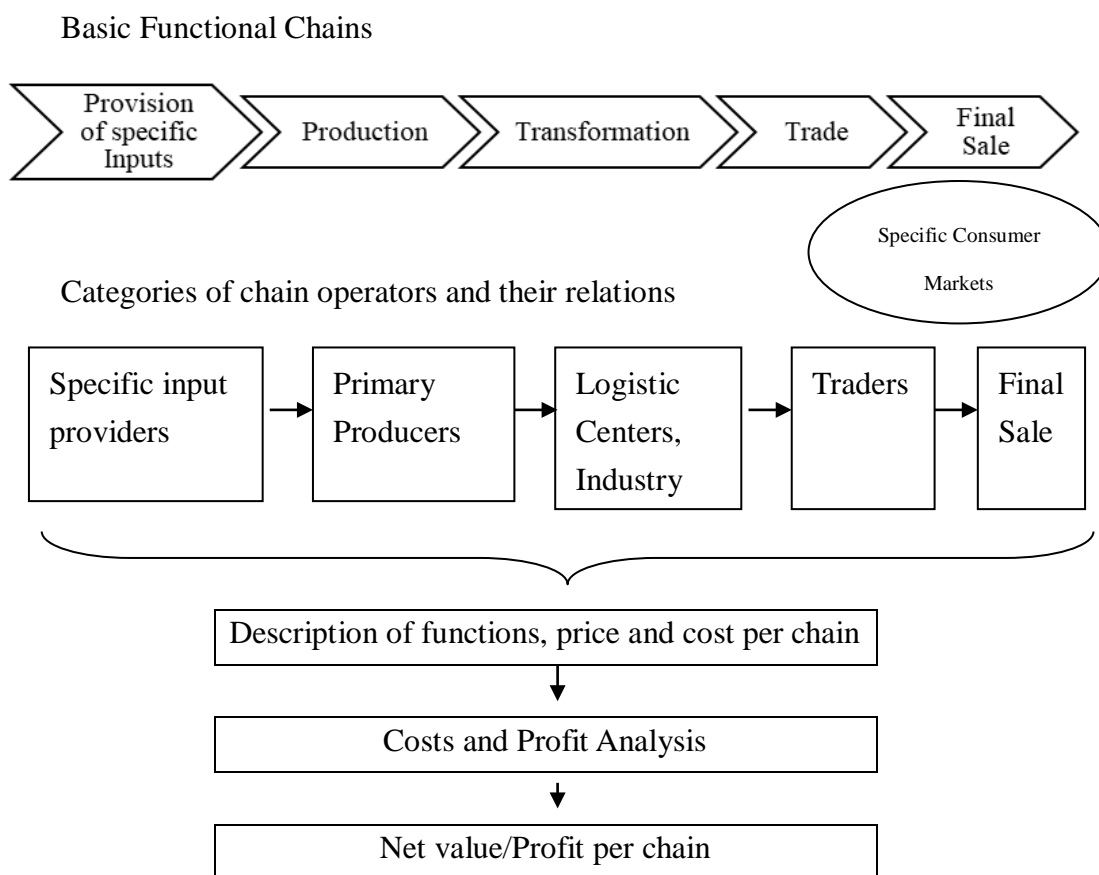 Basic Functional Chains
Provision
of specific
Inputs
Production
Transformation
Trade
Final
Sale
Specific Consumer
Markets
Categories of chain operators and their relations
Specific input
providers
Primary
Producers
Logistic
Centers,
Industry
Traders
Final
Sale
Description of functions, price and cost per chain
Costs and Profit Analysis
Net value/Profit per chain